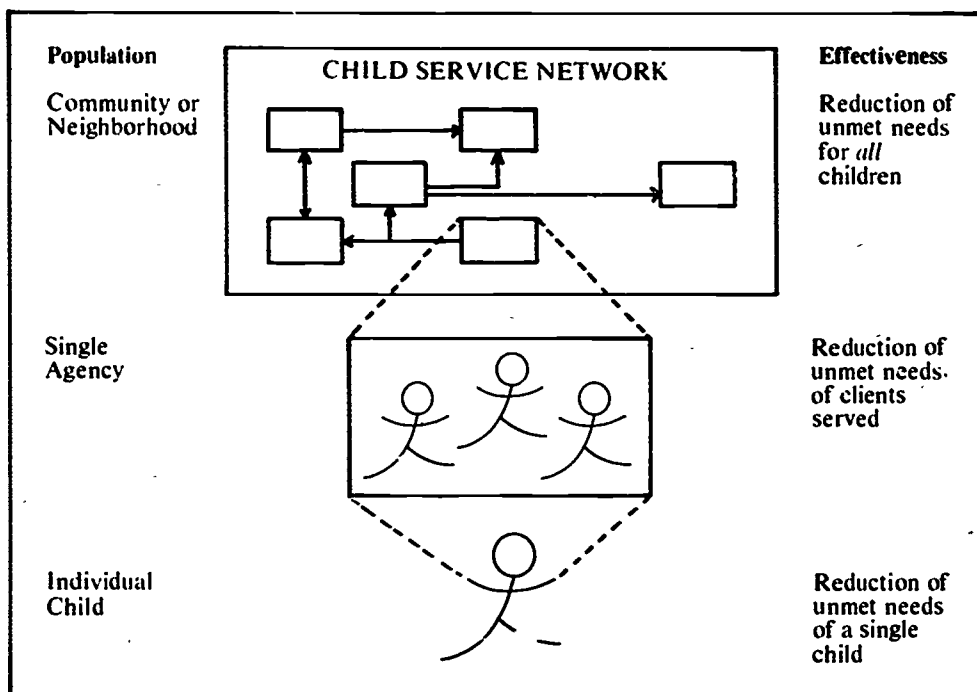 Population
CHILD SERVICE NETWORK
Effectiveness
Community or
Neighborhood
Reduction of
unmet needs
for all
children
Single
Agency
Reduction of
unmet needs
of clients
served
Individual
Child
Reduction of
unmet needs
of a single
child